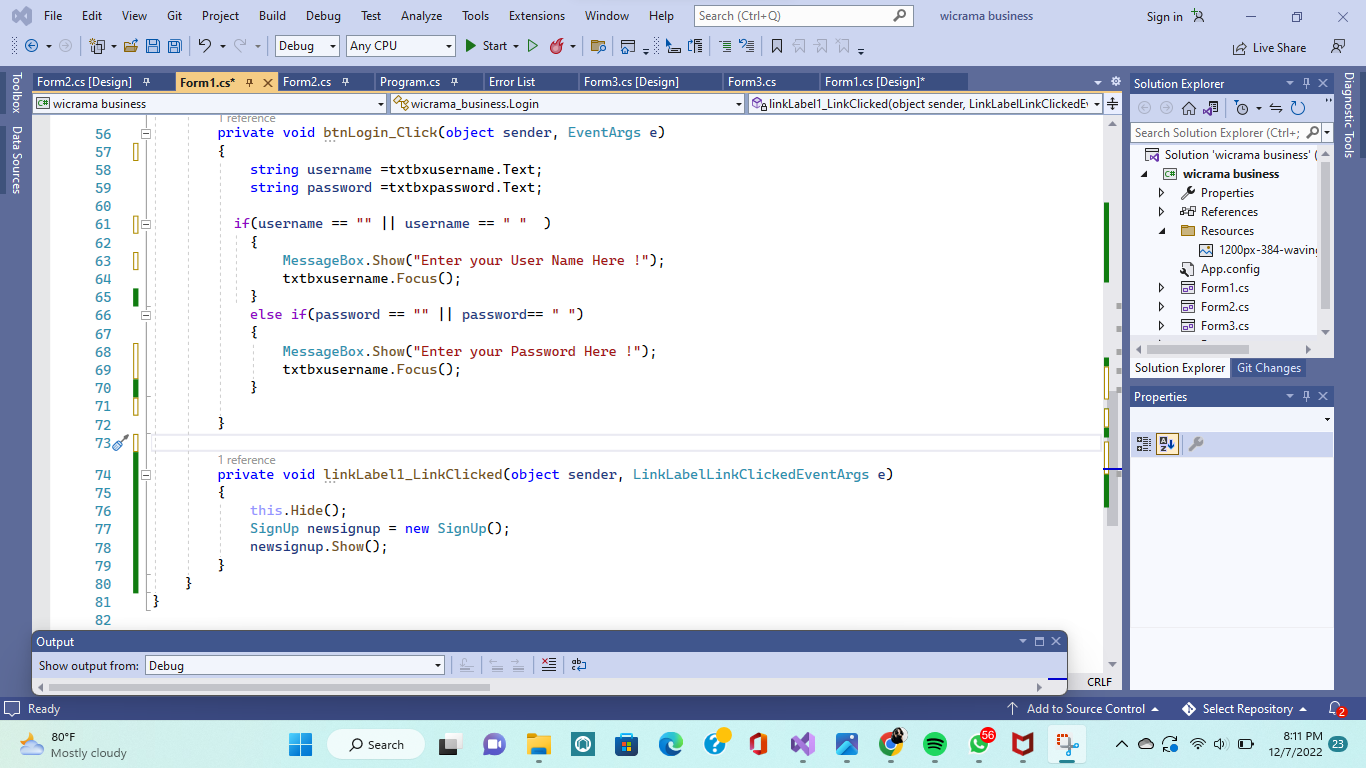 File Edit View Git Project Build Debug Test Analyze Tools Extensions Window Help Search (Ctrl+Q) wicrama business Sign in
Debug Any CPU Start Live Share
Form2.cs [Design] Form1.cs* Form2.cs Program.cs Error List Form3.cs [Design] Form3.cs Form1.cs [Design]*
wicrama business wicrama_business.Login linkLabel1_LinkClicked(object sender, LinkLabelLinkClickedEv
Toolbox
Data Sources
1 reference
56 private void btnLogin_Click(object sender, EventArgs e)
57 {
58 string username =txtbxusername.Text;
59 string password =txtbxpassword.Text;
60
61 if(username == "" || username == " "  )
62 {
63 MessageBox.Show("Enter your User Name Here !");
64 txtbxusername.Focus();
65 }
66 else if(password == "" || password== " ")
67 {
68 MessageBox.Show("Enter your Password Here !");
69 txtbxusername.Focus();
70 }
71
72 }
73
1 reference
74 private void linkLabel1_LinkClicked(object sender, LinkLabelLinkClickedEventArgs e)
75 {
76 this.Hide();
77 SignUp newsignup = new SignUp();
78 newsignup.Show();
79 }
80 }
81 }
82
CRLF
Output
Show output from: Debug
Solution Explorer
Search Solution Explorer (Ctrl+;
Solution 'wicrama business' (
C# wicrama business
Properties
References
Resources
1200px-384-waving
App.config
Form1.cs
Form2.cs
Form3.cs
Solution Explorer Git Changes
Properties
Diagnostic Tools
Ready Add to Source Control Select Repository 2
80°F
Mostly cloudy
Search
56
8:11 PM
12/7/2022
23